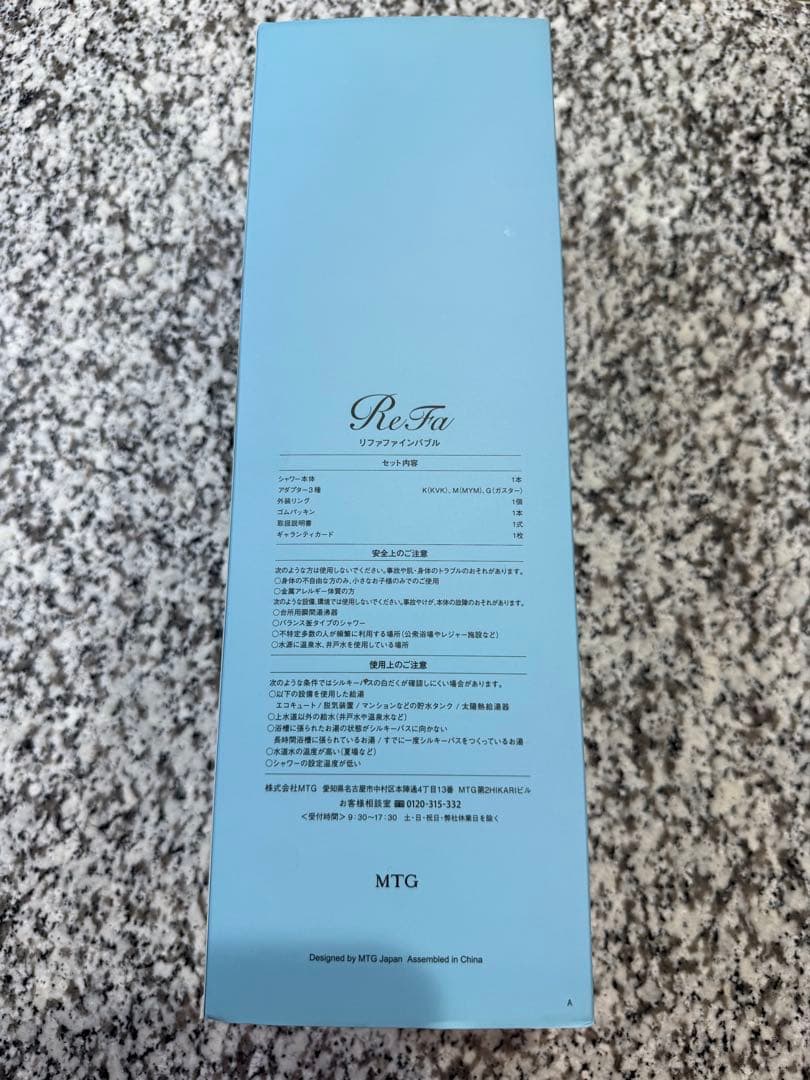 ReFa
リファファインバブル
セット内容
シャワー本体 1本
アダプター3種 K(KVK)、M(MYM)、G(ガスター)
外装リング 1個
ゴムパッキン 1本
取扱説明書 1式
ギャランティカード 1枚
安全上のご注意
次のような方は使用しないでください。事故や肌・身体のトラブルのおそれがあります。
○身体の不自由な方のみ、小さなお子様のみでのご使用
○金属アレルギー体質の方
次のような設備、環境では使用しないでください。事故やけが、本体の故障のおそれがあります。
○台所用瞬間湯沸器
○バランス釜タイプのシャワー
○不特定多数の人が頻繁に利用する場所(公衆浴場やレジャー施設など)
○水源に温泉水、井戸水を使用している場所
使用上のご注意
次のような条件ではシルキーバスの白だくが確認しにくい場合があります。
○以下の設備を使用した給湯
エコキュート/脱気装置/マンションなどの貯水タンク/太陽熱給湯器
○上水道以外の給水(井戸水や温泉水など)
○浴槽に張られたお湯の状態がシルキーバスに向かない
長時間浴槽に張られているお湯/すでに一度シルキーバスをつくっているお湯
○水道水の温度が高い(夏場など)
○シャワーの設定温度が低い
株式会社MTG 愛知県名古屋市中村区本陣通4丁目13番 MTG第2HIKARIビル
お客様相談室 0120-315-332
<受付時間> 9:30〜17:30 土・日・祝日・弊社休業日を除く
MTG
Designed by MTG Japan Assembled in China
A